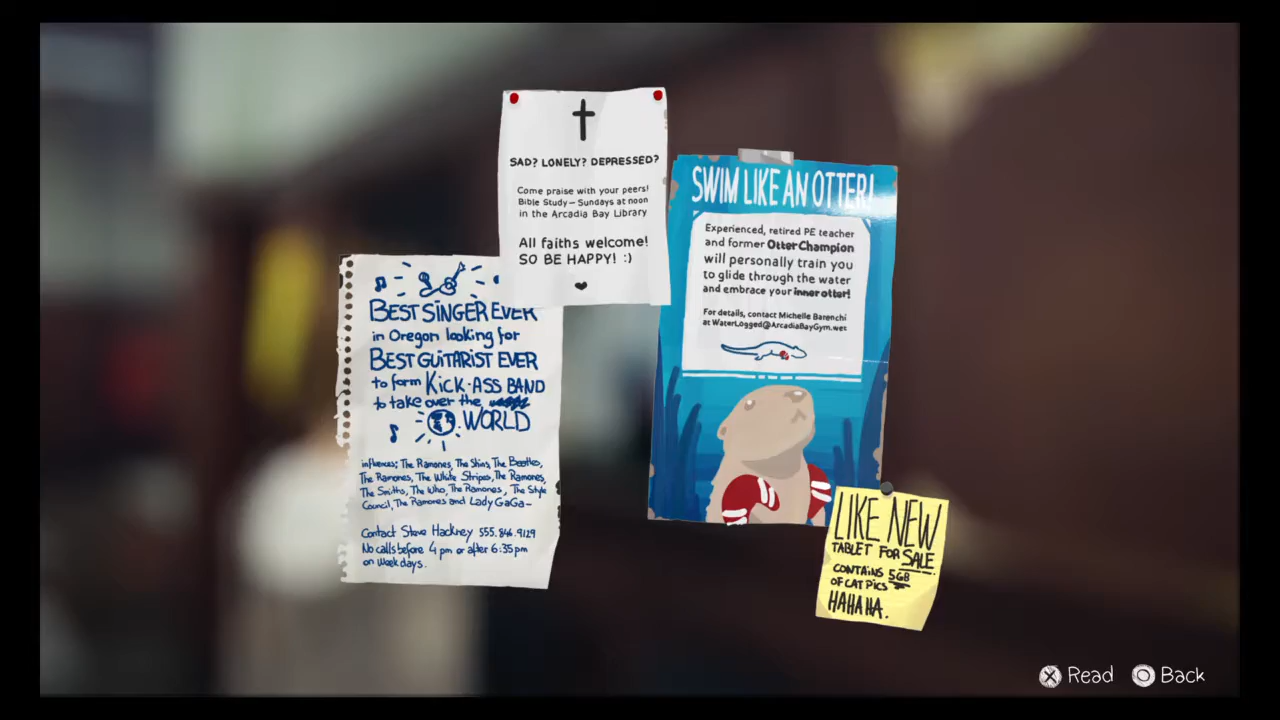 SAD? LONELY? DEPRESSED?
Come praise with your peers!
Bible Study - Sundays at noon
in the Arcadia Bay Library
All faiths welcome!
SO BE HAPPY! :)
SWIM LIKE AN OTTER!
Experienced, retired PE teacher
and former Otter Champion
will personally train you
to glide through the water
and embrace your inner otter!
For details, contact Michelle Barenchi
at WaterLogged@ArcadiaBayGym.wet
BEST SINGER EVER
in Oregon looking for
BEST GUITARIST EVER
to form KICK-ASS BAND
to take over the
WORLD
influences: The Ramones, The Shins, The Beatles,
The Ramones, The White Stripes, The Ramones,
The Smiths, The Who, The Ramones, The Style
Council, The Ramones and Lady GaGa-
Contact Steve Hackney 555.846.9129
No calls before 4 pm or after 6:35 pm
on weekdays.
LIKE NEW
TABLET FOR SALE.
CONTAINS 5GB
OF CAT PICS
HAHAHA.
Read
Back